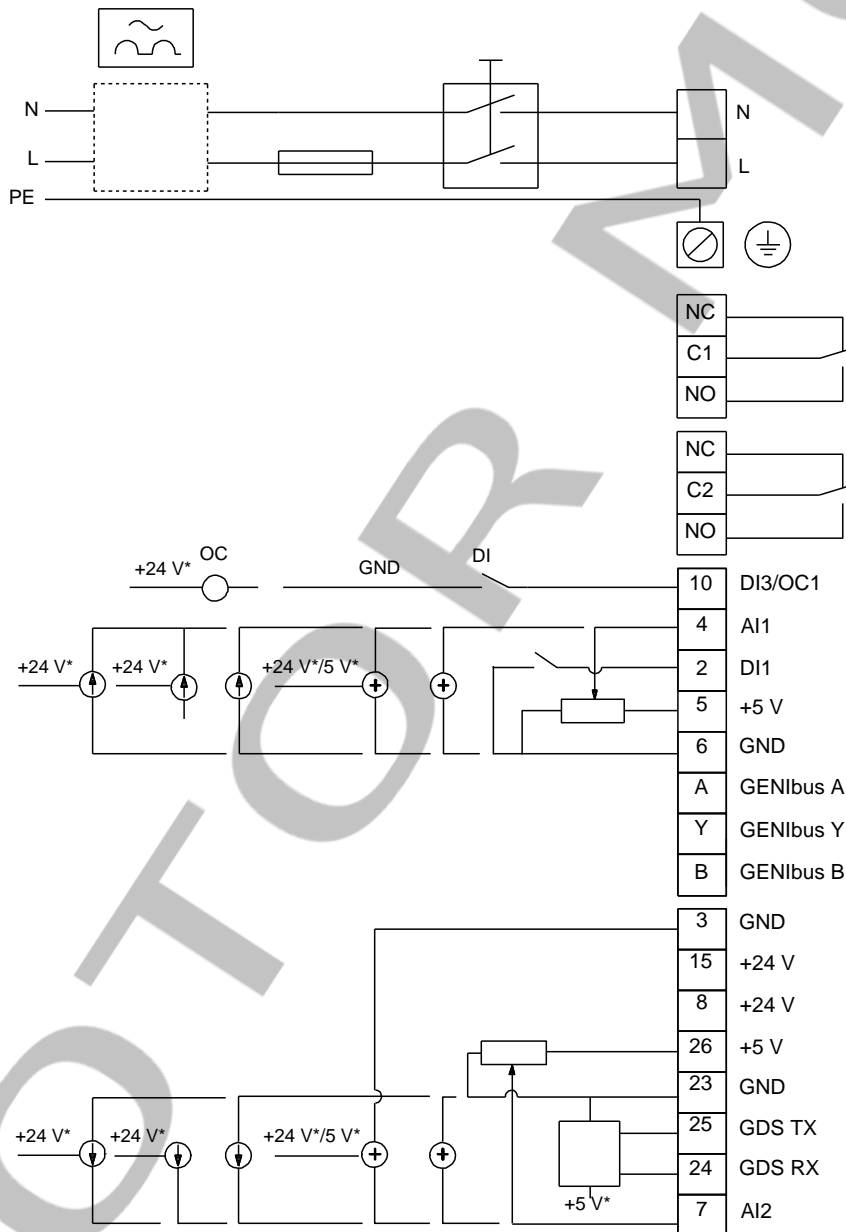 N N
L L
PE
NC
C1
NO
NC
C2
NO
+24 V* OC GND DI 10 DI3/OC1
4 AI1
+24 V* +24 V* +24 V*/5 V* 2 DI1
5 +5 V
6 GND
A GENIbus A
Y GENIbus Y
B GENIbus B
3 GND
15 +24 V
8 +24 V
26 +5 V
23 GND
25 GDS TX
+24 V* +24 V* +24 V*/5 V* 24 GDS RX
+5 V* 7 AI2
OTOR M